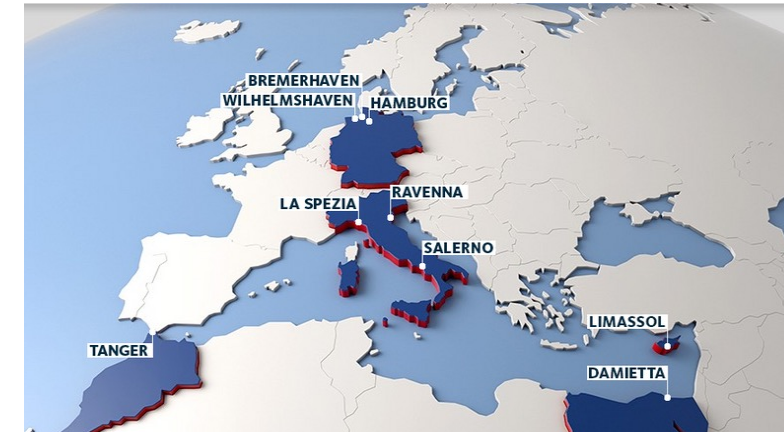 BREMERHAVEN
WILHELMSHAVEN
HAMBURG
RAVENNA
LA SPEZIA
SALERNO
LIMASSOL
TANGER
DAMIETTA